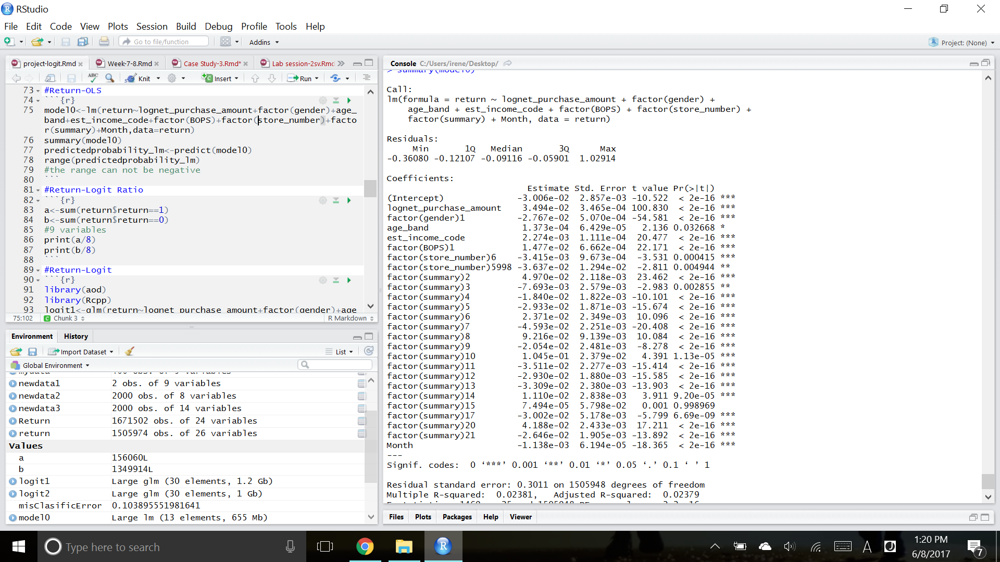 RStudio
File Edit Code View Plots Session Build Debug Profile Tools Help
Go to file/function Addins Project: (None)
project-logit.Rmd Week-7-8.Rmd Case Study-3.Rmd* Lab session-2sv.Rmd
ABC Knit Insert Run
73 #Return-OLS
74 ```{r}
75 model0<-lm(return~lognet_purchase_amount+factor(gender)+age_
band+est_income_code+factor(BOPS)+factor(store_number)+facto
r(summary)+Month,data=return)
76 summary(model0)
77 predictedprobability_lm<-predict(model0)
78 range(predictedprobability_lm)
79 #the range can not be negative
80 ```
81 #Return-Logit Ratio
82 ```{r}
83 a<-sum(return$return==1)
84 b<-sum(return$return==0)
85 #9 variables
86 print(a/8)
87 print(b/8)
88 ```
89 #Return-Logit
90 ```{r}
91 library(aod)
92 library(Rcpp)
93 logit1<-glm(return~lognet_purchase_amount+factor(gender)+age
75:102 Chunk 3 R Markdown
Environment History
Import Dataset List
Global Environment
newdata1 2 obs. of 9 variables
newdata2 2000 obs. of 8 variables
newdata3 2000 obs. of 14 variables
Return 1671502 obs. of 24 variables
return 1505974 obs. of 26 variables
Values
a 156060L
b 1349914L
logit1 Large glm (30 elements, 1.2 Gb)
logit2 Large glm (30 elements, 1 Gb)
misClasificError 0.103895551981641
model0 Large lm (13 elements, 655 Mb)
Console C:/Users/irene/Desktop/
> summary(model0)
Call:
lm(formula = return ~ lognet_purchase_amount + factor(gender) +
age_band + est_income_code + factor(BOPS) + factor(store_number) +
factor(summary) + Month, data = return)
Residuals:
Min 1Q Median 3Q Max
-0.36080 -0.12107 -0.09116 -0.05901 1.02914
Coefficients:
Estimate Std. Error t value Pr(>|t|)
(Intercept) -3.006e-02 2.857e-03 -10.522 < 2e-16 ***
lognet_purchase_amount 3.494e-02 3.465e-04 100.830 < 2e-16 ***
factor(gender)1 -2.767e-02 5.070e-04 -54.581 < 2e-16 ***
age_band 1.373e-04 6.429e-05 2.136 0.032668 *
est_income_code 2.274e-03 1.111e-04 20.477 < 2e-16 ***
factor(BOPS)1 1.477e-02 6.662e-04 22.171 < 2e-16 ***
factor(store_number)6 -3.415e-03 9.673e-04 -3.531 0.000415 ***
factor(store_number)5998 -3.637e-02 1.294e-02 -2.811 0.004944 **
factor(summary)2 4.970e-02 2.118e-03 23.462 < 2e-16 ***
factor(summary)3 -7.693e-03 2.579e-03 -2.983 0.002855 **
factor(summary)4 -1.840e-02 1.822e-03 -10.101 < 2e-16 ***
factor(summary)5 -2.933e-02 1.871e-03 -15.674 < 2e-16 ***
factor(summary)6 2.371e-02 2.349e-03 10.096 < 2e-16 ***
factor(summary)7 -4.593e-02 2.251e-03 -20.408 < 2e-16 ***
factor(summary)8 9.216e-02 9.139e-03 10.084 < 2e-16 ***
factor(summary)9 -2.054e-02 2.481e-03 -8.278 < 2e-16 ***
factor(summary)10 1.045e-01 2.379e-02 4.391 1.13e-05 ***
factor(summary)11 -3.511e-02 2.277e-03 -15.414 < 2e-16 ***
factor(summary)12 -2.930e-02 1.880e-03 -15.585 < 2e-16 ***
factor(summary)13 -3.309e-02 2.380e-03 -13.903 < 2e-16 ***
factor(summary)14 1.110e-02 2.838e-03 3.911 9.20e-05 ***
factor(summary)15 7.494e-05 5.798e-02 0.001 0.998969
factor(summary)17 -3.002e-02 5.178e-03 -5.799 6.69e-09 ***
factor(summary)20 4.188e-02 2.433e-03 17.211 < 2e-16 ***
factor(summary)21 -2.646e-02 1.905e-03 -13.892 < 2e-16 ***
Month -1.138e-03 6.194e-05 -18.365 < 2e-16 ***
---
Signif. codes: 0 ‘***’ 0.001 ‘**’ 0.01 ‘*’ 0.05 ‘.’ 0.1 ‘ ’ 1
Residual standard error: 0.3011 on 1505948 degrees of freedom
Multiple R-squared: 0.02381, Adjusted R-squared: 0.02379
Files Plots Packages Help Viewer
Type here to search
1:20 PM
6/8/2017
7